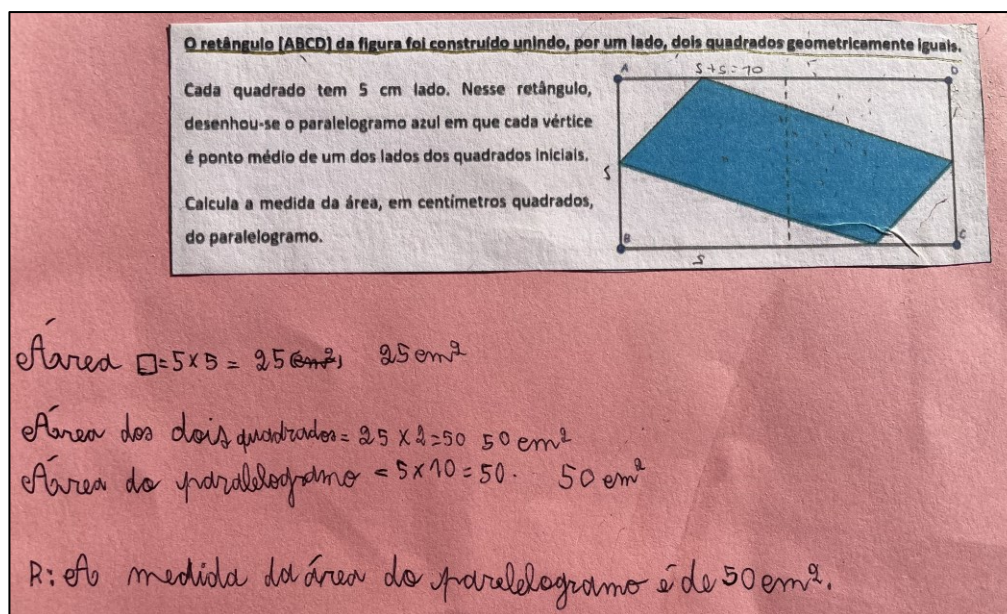 O retângulo [ABCD] da figura foi construído unindo, por um lado, dois quadrados geometricamente iguais.
Cada quadrado tem 5 cm lado. Nesse retângulo,
desenhou-se o paralelogramo azul em que cada vértice
é ponto médio de um dos lados dos quadrados iniciais.
Calcula a medida da área, em centímetros quadrados,
do paralelogramo.
A
5+5=10
D
5
B
5
C
Área □=5×5 = 25 cm², 25 cm²
Área dos dois quadrados = 25 × 2=50 50 cm²
Área do paralelogramo = 5×10=50. 50 cm²
R: A medida da área do paralelogramo é de 50 cm².